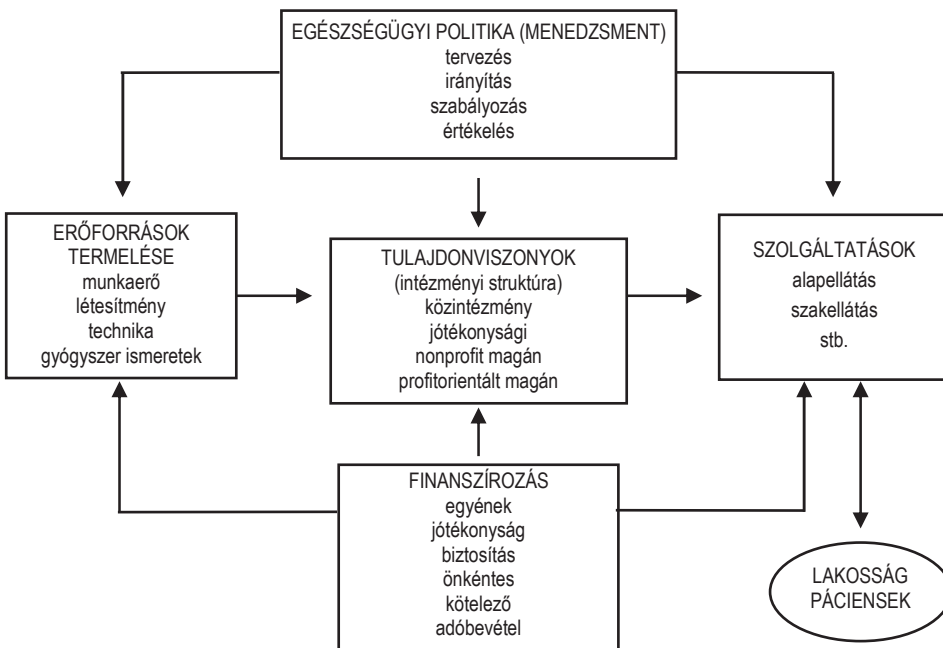 EGÉSZSÉGÜGYI POLITIKA (MENEDZSMENT)
tervezés
irányítás
szabályozás
értékelés
ERŐFORRÁSOK
TERMELÉSE
munkaerő
létesítmény
technika
gyógyszer ismeretek
TULAJDONVISZONYOK
(intézményi struktúra)
közintézmény
jótékonysági
nonprofit magán
profitorientált magán
SZOLGÁLTATÁSOK
alapellátás
szakellátás
stb.
FINANSZÍROZÁS
egyének
jótékonyság
biztosítás
önkéntes
kötelező
adóbevétel
LAKOSSÁG
PÁCIENSEK